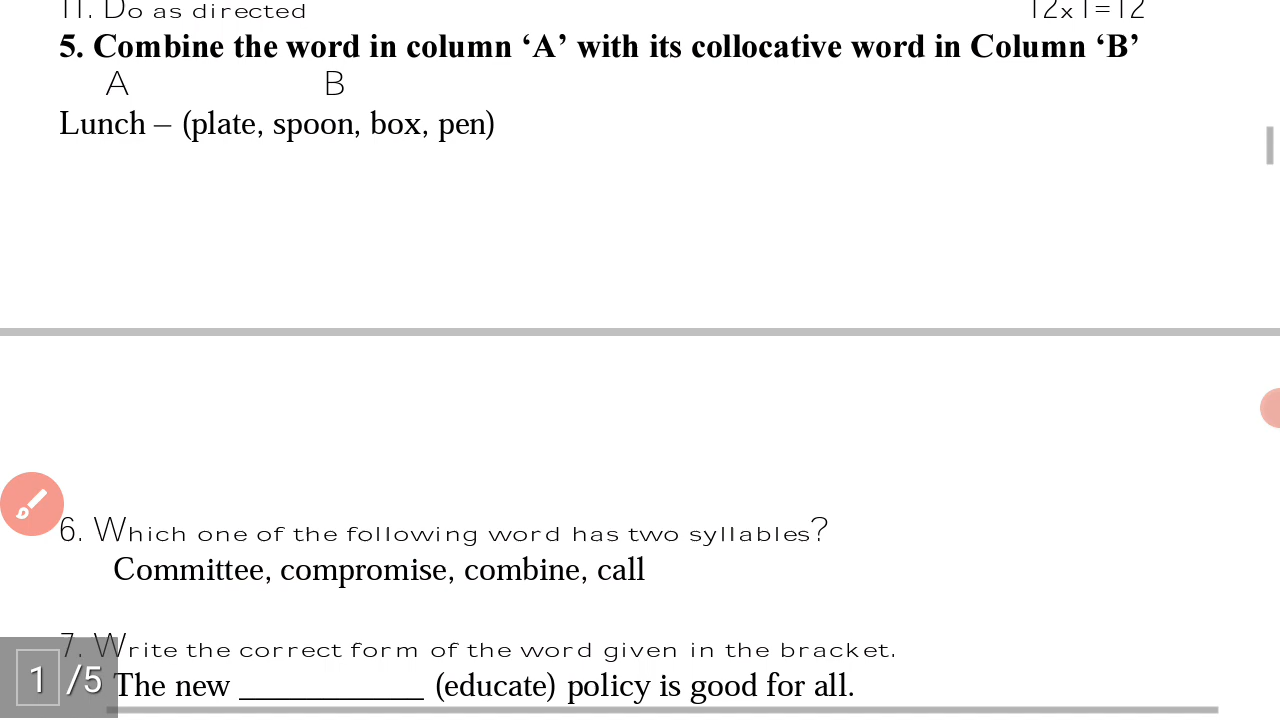 11. Do as directed 12x1=12
5. Combine the word in column ‘A’ with its collocative word in Column ‘B’
A B
Lunch – (plate, spoon, box, pen)
6. Which one of the following word has two syllables?
Committee, compromise, combine, call
7. Write the correct form of the word given in the bracket.
The new ___________ (educate) policy is good for all.
1 /5